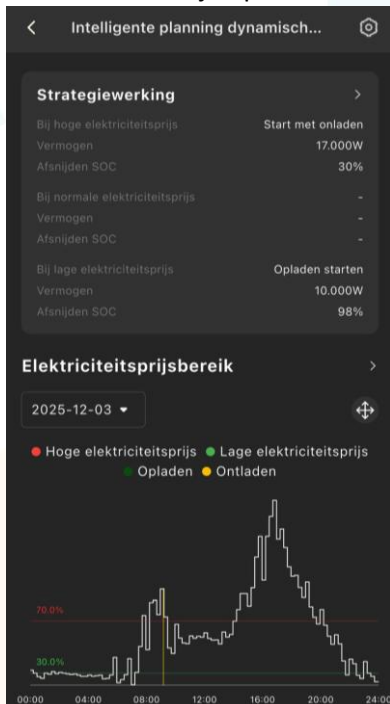 Intelligente planning dynamisch...
Strategiewerking
Bij hoge elektriciteitsprijs Start met onladen
Vermogen 17.000W
Afsnijden SOC 30%
Bij normale elektriciteitsprijs -
Vermogen -
Afsnijden SOC -
Bij lage elektriciteitsprijs Opladen starten
Vermogen 10.000W
Afsnijden SOC 98%
Elektriciteitsprijsbereik
2025-12-03
Hoge elektriciteitsprijs Lage elektriciteitsprijs
Opladen Ontladen
70.0%
30.0%
00:00 04:00 08:00 12:00 16:00 20:00 24:00